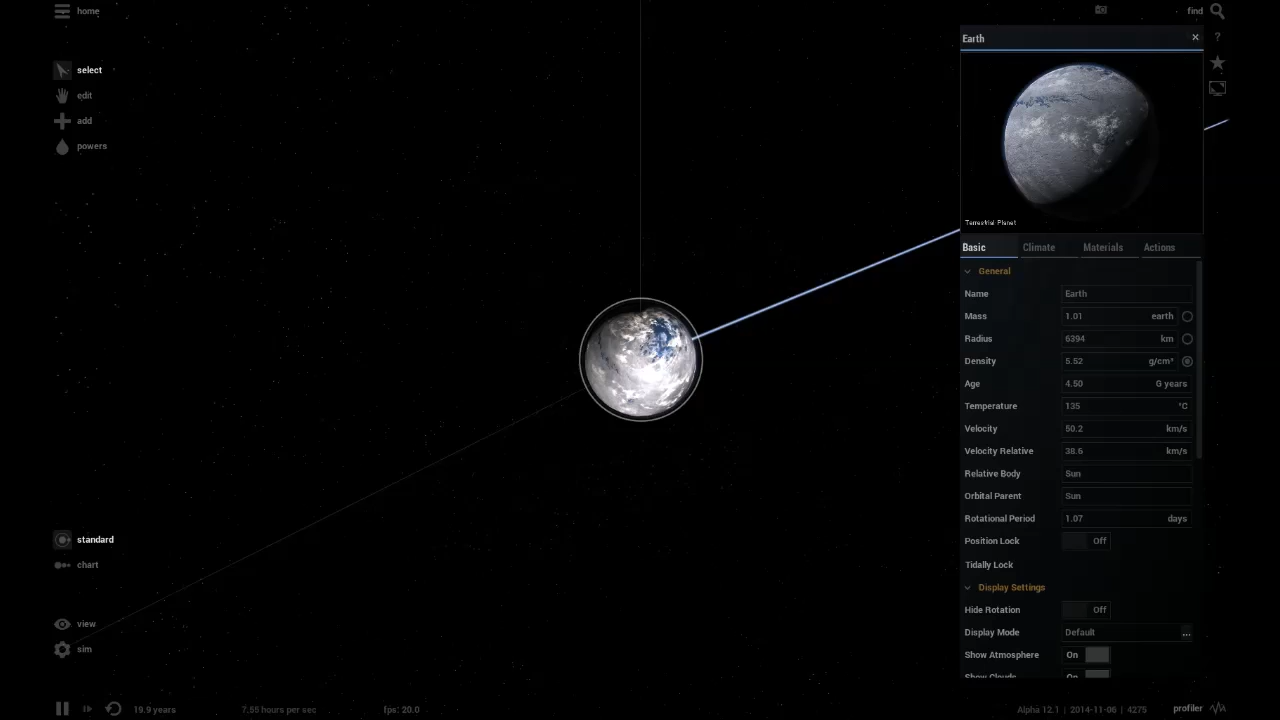 home
find
Earth
select
edit
add
powers
Terrestrial Planet
Basic Climate Materials Actions
General
Name Earth
Mass 1.01 earth
Radius 6394 km
Density 5.52 g/cm³
Age 4.50 G years
Temperature 135 °C
Velocity 50.2 km/s
Velocity Relative 38.6 km/s
Relative Body Sun
Orbital Parent Sun
Rotational Period 1.07 days
Position Lock Off
Tidally Lock
Display Settings
Hide Rotation Off
Display Mode Default ...
Show Atmosphere On
Show Clouds On
standard
chart
view
sim
19.9 years 7.55 hours per sec fps: 20.0 Alpha 12.1 | 2014-11-06 | 4275 profiler